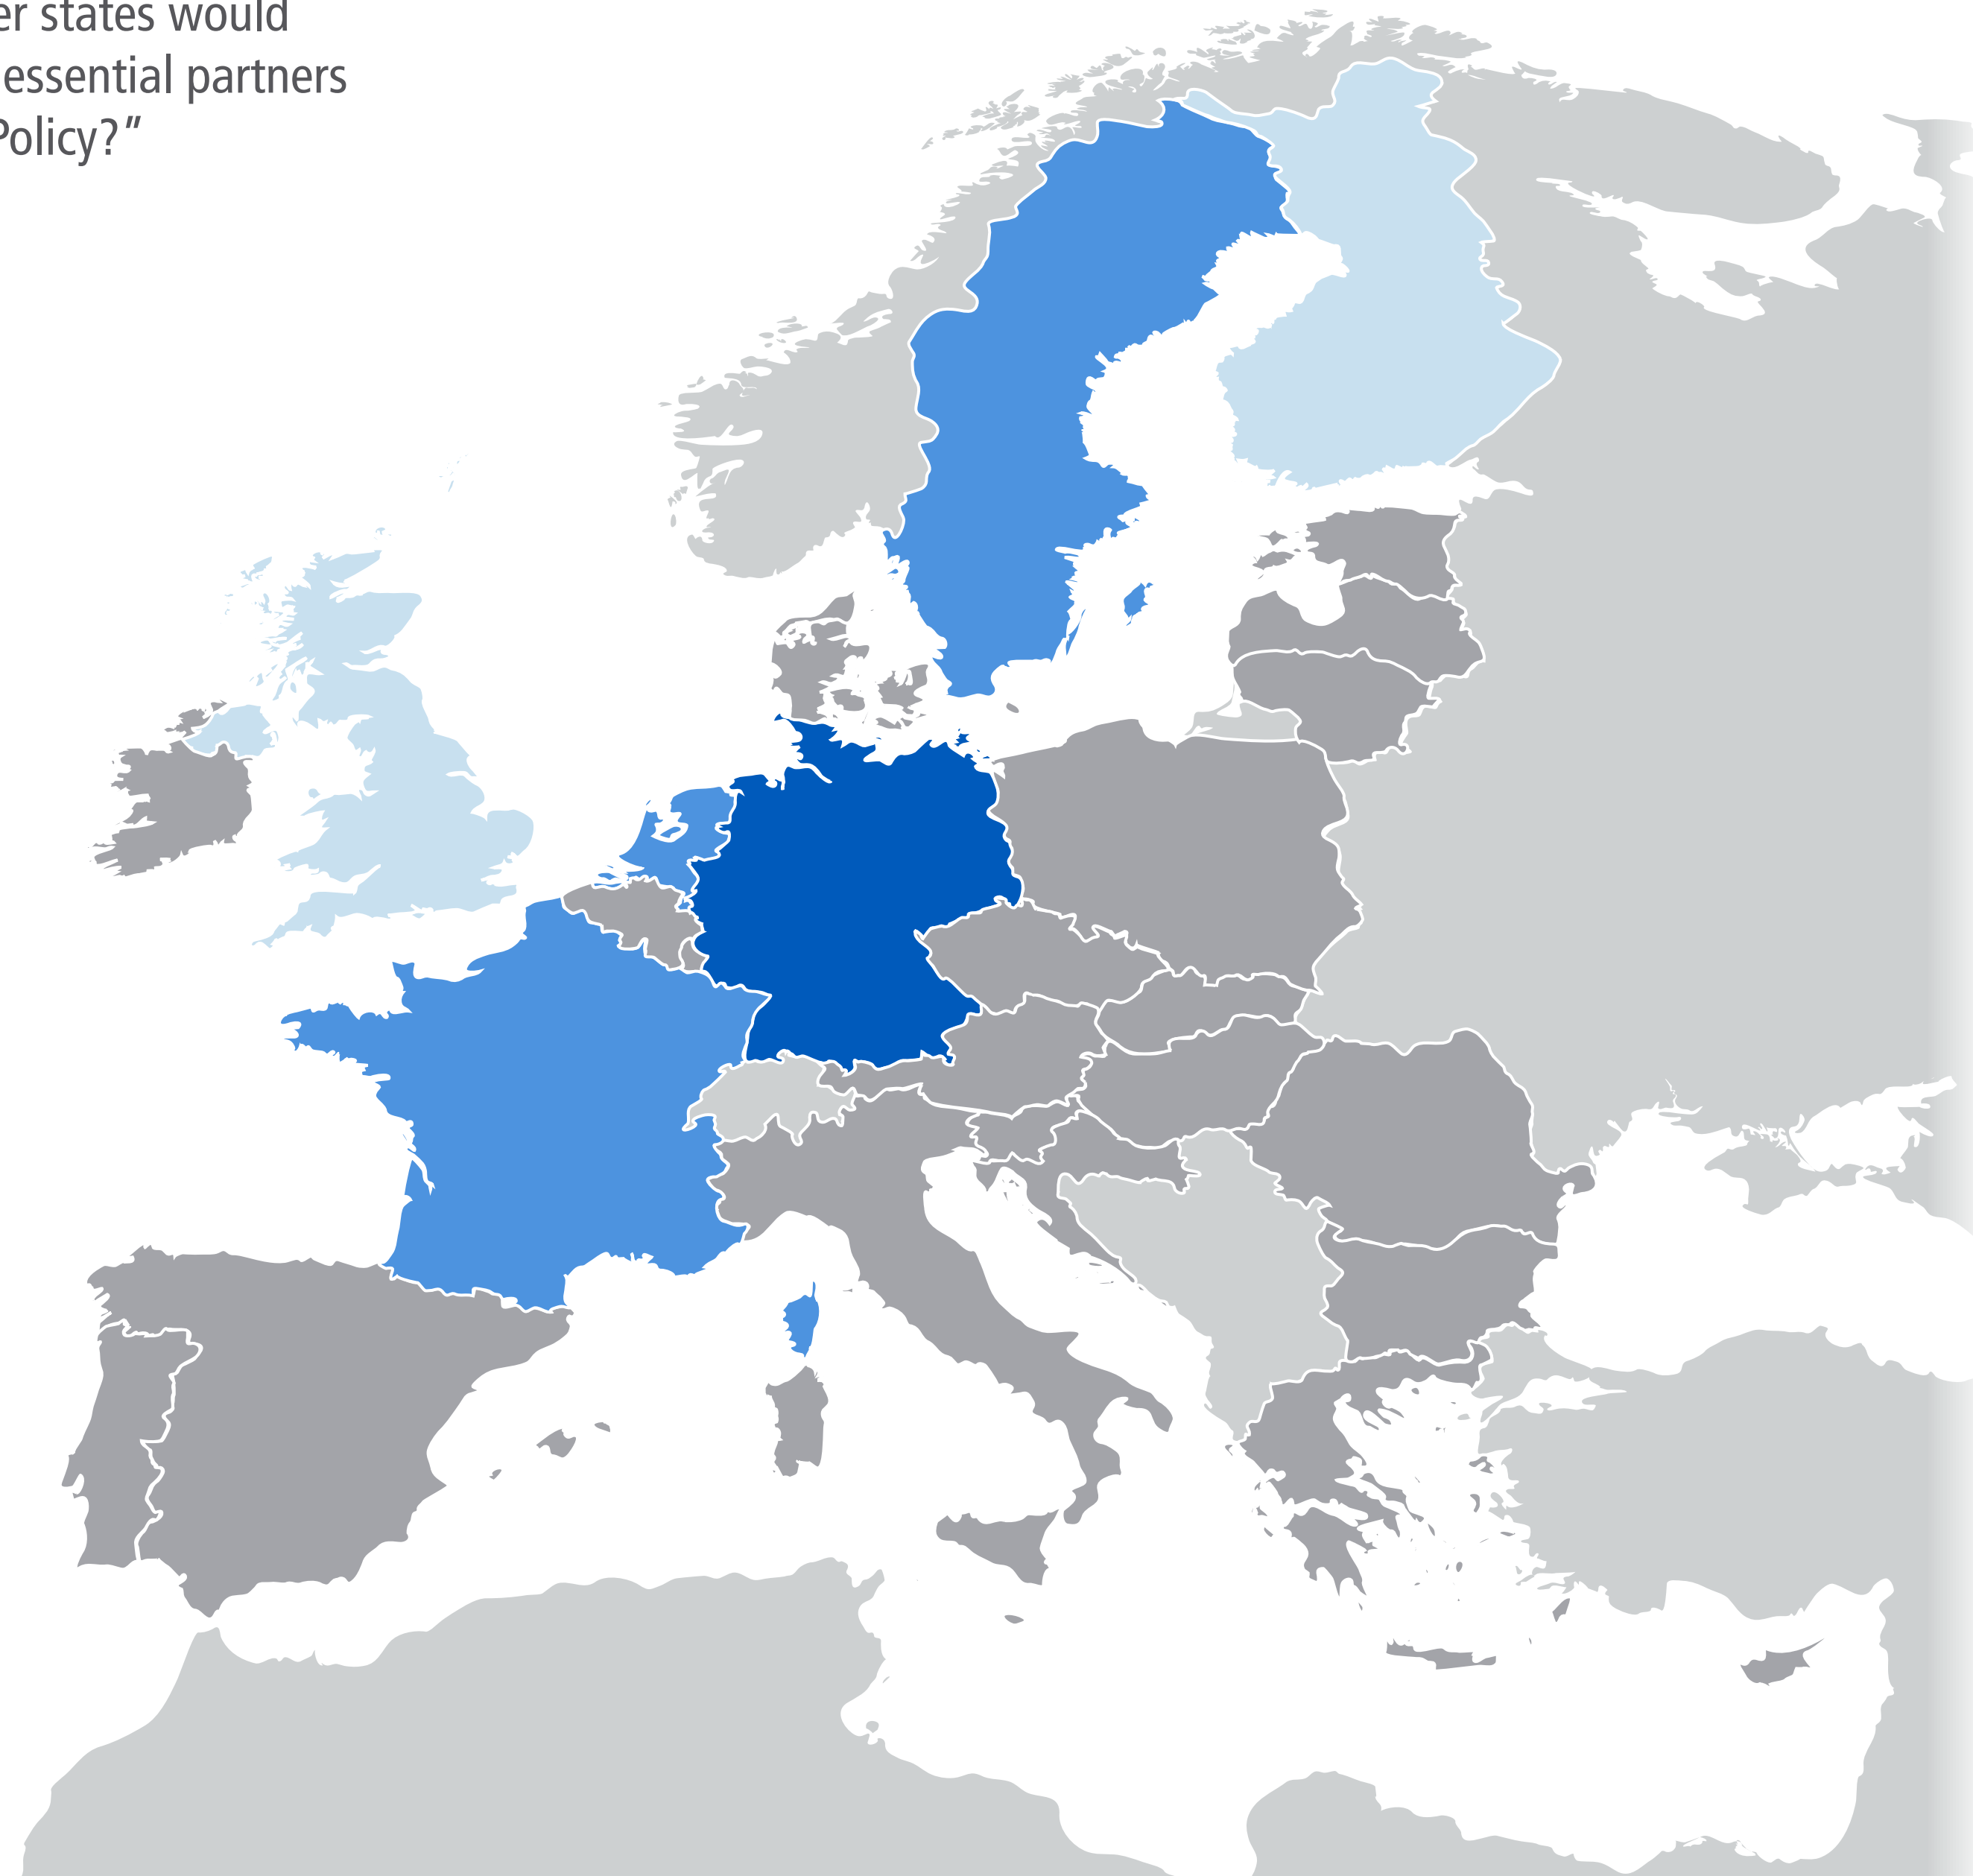 er states would
essential partners
Policy?”